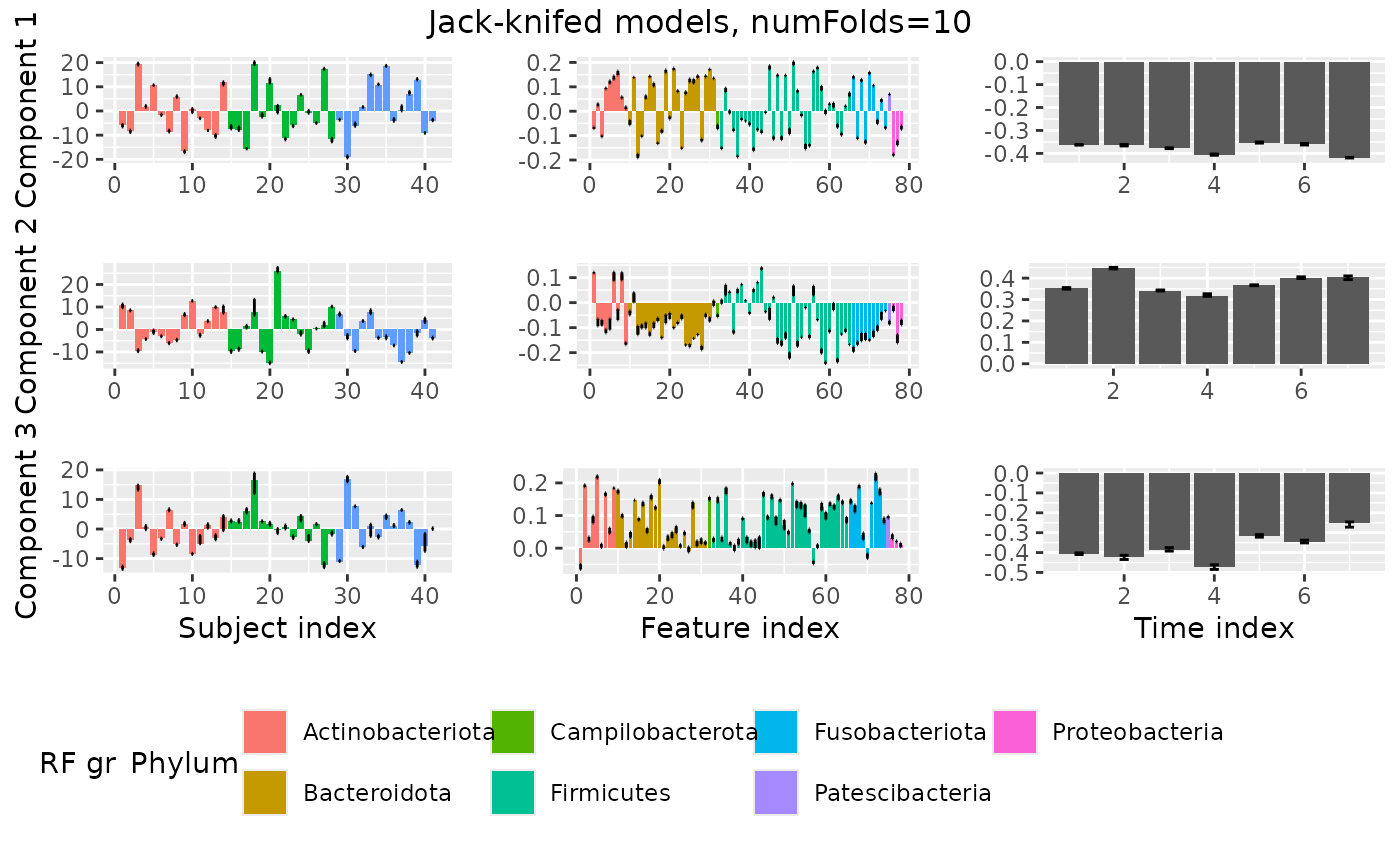 Jack-knifed models, numFolds=10
Component 1
20
10
0
-10
-20
0 10 20 30 40
0.2
0.1
0.0
-0.1
-0.2
0 20 40 60 80
0.0
-0.1
-0.2
-0.3
-0.4
2 4 6
Component 2
20
10
0
-10
0 10 20 30 40
0.1
0.0
-0.1
-0.2
0 20 40 60 80
0.4
0.3
0.2
0.1
0.0
2 4 6
Component 3
20
10
0
-10
0 10 20 30 40
0.2
0.1
0.0
0 20 40 60 80
0.0
-0.1
-0.2
-0.3
-0.4
-0.5
2 4 6
Subject index
Feature index
Time index
RF gr Phylum
Actinobacteriota Campilobacterota Fusobacteriota Proteobacteria
Bacteroidota Firmicutes Patescibacteria